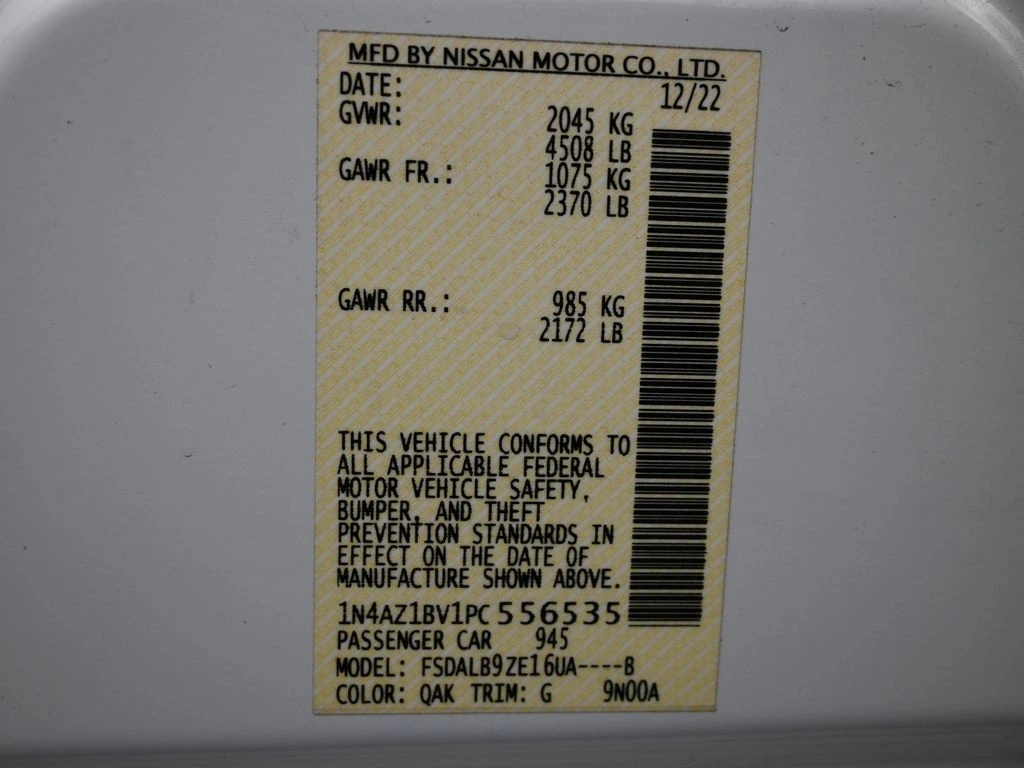 MFD BY NISSAN MOTOR CO., LTD.
DATE: 12/22
GVWR: 2045 KG
4508 LB
GAWR FR.: 1075 KG
2370 LB
GAWR RR.: 985 KG
2172 LB
THIS VEHICLE CONFORMS TO
ALL APPLICABLE FEDERAL
MOTOR VEHICLE SAFETY,
BUMPER, AND THEFT
PREVENTION STANDARDS IN
EFFECT ON THE DATE OF
MANUFACTURE SHOWN ABOVE.
1N4AZ1BV1PC556535
PASSENGER CAR 945
MODEL: FSDALB9ZE16UA----B
COLOR: QAK TRIM: G 9N00A